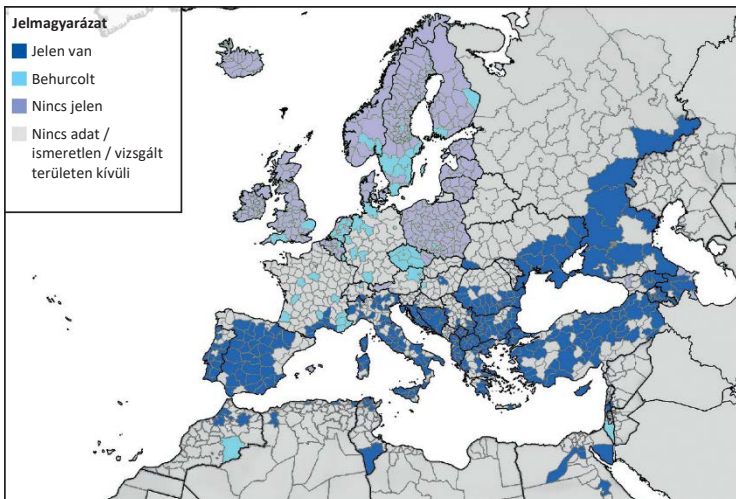 Jelmagyarázat
Jelen van
Behurcolt
Nincs jelen
Nincs adat /
ismeretlen / vizsgált
területen kívüli